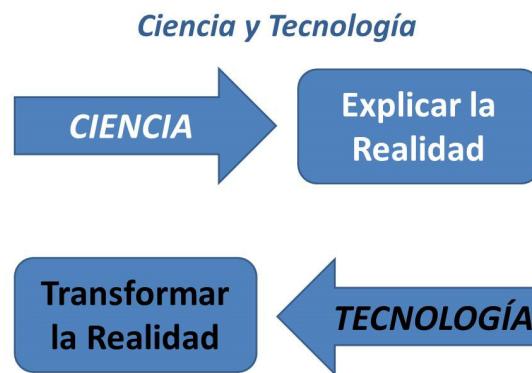 Ciencia y Tecnología
CIENCIA
Explicar la
Realidad
Transformar
la Realidad
TECNOLOGÍA